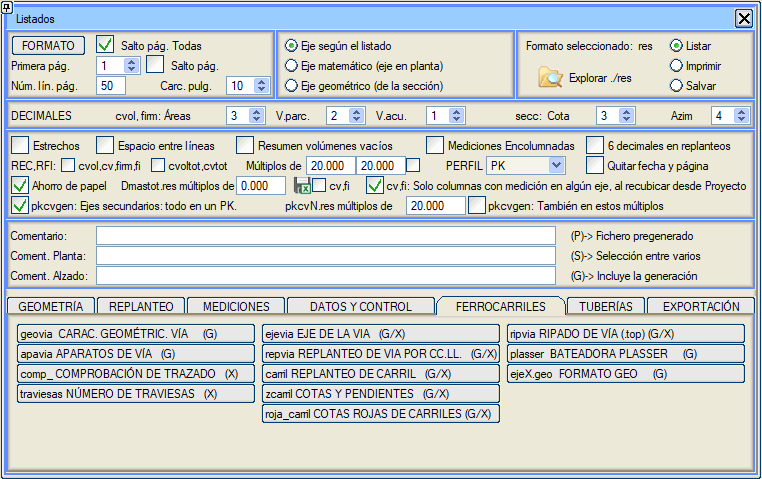 Listados
FORMATO Salto pág. Todas
Primera pág. 1 Salto pág.
Núm. lín. pág. 50 Carc. pulg. 10
Eje según el listado
Eje matemático (eje en planta)
Eje geométrico (de la sección)
Formato seleccionado: res Listar
Explorar ./res Imprimir
Salvar
DECIMALES cvol, firm: Áreas 3 V.parc. 2 V.acu. 1 secc: Cota 3 Azim 4
Estrechos Espacio entre líneas Resumen volúmenes vacíos Mediciones Encolumnadas 6 decimales en replanteos
REC,RFI: cvol,cv,firm,fi cvoltot,cvtot Múltiplos de 20.000 20.000 PERFIL PK Quitar fecha y página
Ahorro de papel Dmastot.res múltiplos de 0.000 cv,fi cv,fi: Solo columnas con medición en algún eje, al recubicar desde Proyecto
pkcvgen: Ejes secundarios: todo en un PK. pkcvN.res múltiplos de 20.000 pkcvgen: También en estos múltiplos
Comentario: (P)-> Fichero pregenerado
Coment. Planta: (S)-> Selección entre varios
Coment. Alzado: (G)-> Incluye la generación
GEOMETRÍA REPLANTEO MEDICIONES DATOS Y CONTROL FERROCARRILES TUBERÍAS EXPORTACIÓN
geovia CARAC. GEOMÉTRIC. VÍA (G)
apavia APARATOS DE VÍA (G)
comp_ COMPROBACIÓN DE TRAZADO (X)
traviesas NÚMERO DE TRAVIESAS (X)
ejevia EJE DE LA VIA (G/X)
repvia REPLANTEO DE VIA POR CC.LL. (G/X)
carril REPLANTEO DE CARRIL (G/X)
zcarril COTAS Y PENDIENTES (G/X)
roja_carril COTAS ROJAS DE CARRILES (G/X)
ripvia RIPADO DE VÍA (.top) (G/X)
plasser BATEADORA PLASSER (G)
ejeX.geo FORMATO GEO (G)